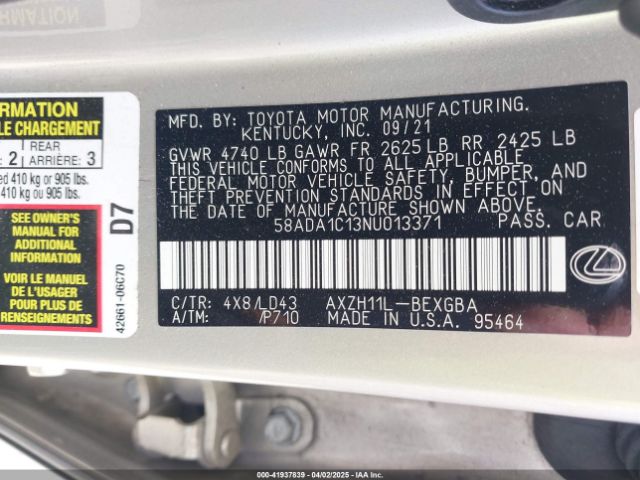 RMATION
LE CHARGEMENT
2 REAR ARRIÈRE: 3
ed 410 kg or 905 lbs.
410 kg ou 905 lbs.
SEE OWNER'S
MANUAL FOR
ADDITIONAL
INFORMATION
VOIR LE MANUEL
DE L'USAGER
POUR PLUS DE
RENSEIGNEMENTS
D7
42661-06C70
MFD. BY: TOYOTA MOTOR MANUFACTURING.
KENTUCKY, INC. 09/21
GVWR 4740 LB GAWR FR 2625 LB RR 2425 LB
THIS VEHICLE CONFORMS TO ALL APPLICABLE
FEDERAL MOTOR VEHICLE SAFETY, BUMPER, AND
THEFT PREVENTION STANDARDS IN EFFECT ON
THE DATE OF MANUFACTURE SHOWN ABOVE.
58ADA1C13NU013371 PASS. CAR
C/TR: 4X8/LD43 AXZH11L-BEXGBA
A/TM: /P710 MADE IN U.S.A. 95464
00-41937639 04/02/2025 - COPYRIGHT IAA